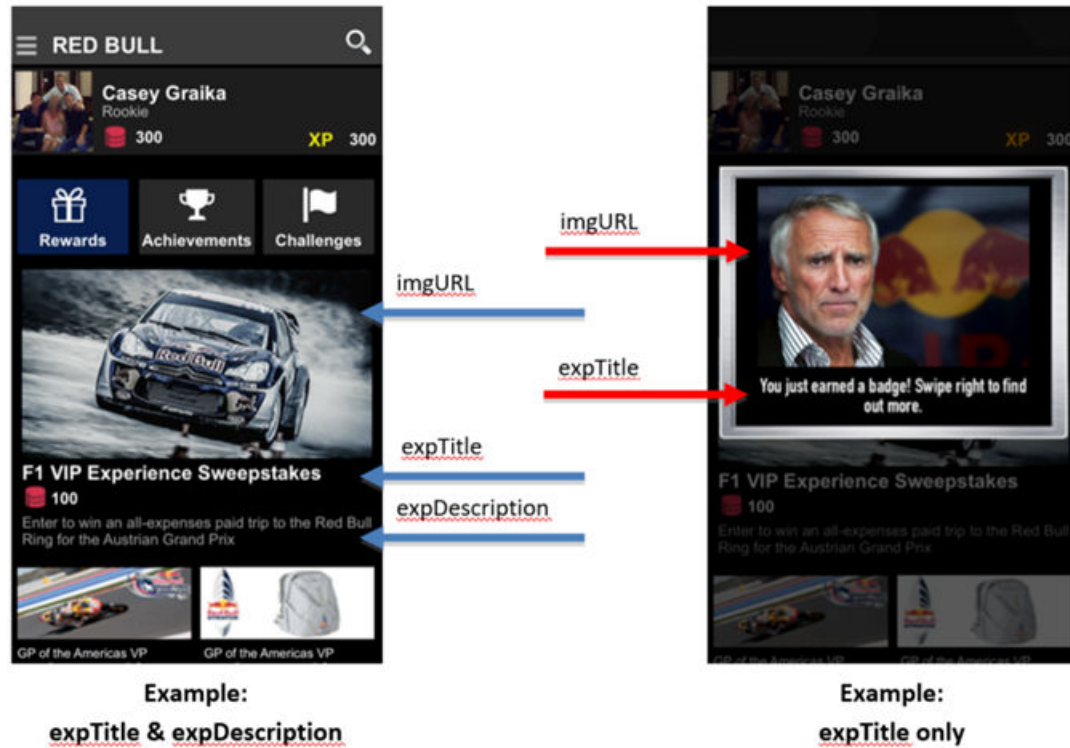 RED BULL
Casey Graika
Rookie
300
XP 300
Rewards
Achievements
Challenges
Red Bull
F1 VIP Experience Sweepstakes
100
Enter to win an all-expenses paid trip to the Red Bull
Ring for the Austrian Grand Prix
GP of the Americas VP
GP of the Americas VP
Example:
expTitle & expDescription
imgURL
expTitle
expDescription
imgURL
expTitle
Casey Graika
Rookie
300
XP 300
You just earned a badge! Swipe right to find
out more.
F1 VIP Experience Sweepstakes
100
Enter to win an all-expenses paid trip to the Red Bull
Ring for the Austrian Grand Prix
Example:
expTitle only